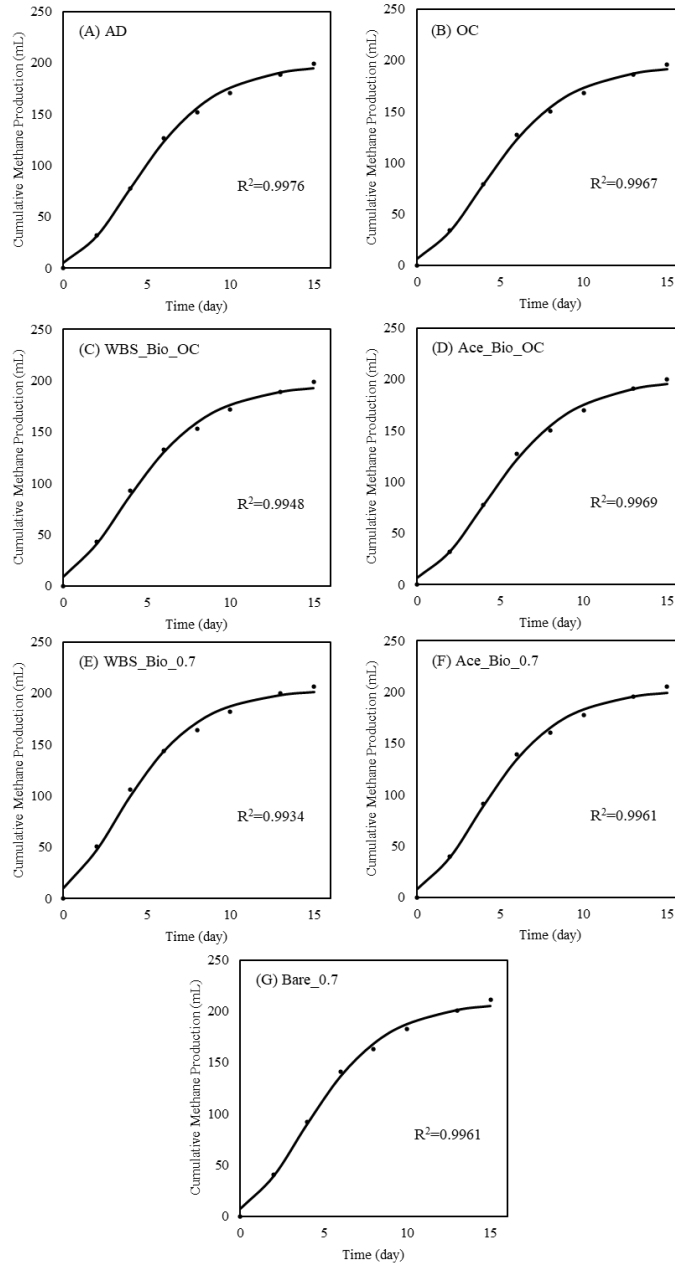 (A) AD
Cumulative Methane Production (mL)
250
200
150
100
50
0
R²=0.9976
0 5 10 15
Time (day)
(B) OC
Cumulative Methane Production (mL)
250
200
150
100
50
0
R²=0.9967
0 5 10 15
Time (day)
(C) WBS_Bio_OC
Cumulative Methane Production (mL)
250
200
150
100
50
0
R²=0.9948
0 5 10 15
Time (day)
(D) Ace_Bio_OC
Cumulative Methane Production (mL)
250
200
150
100
50
0
R²=0.9969
0 5 10 15
Time (day)
(E) WBS_Bio_0.7
Cumulative Methane Production (mL)
250
200
150
100
50
0
R²=0.9934
0 5 10 15
Time (day)
(F) Ace_Bio_0.7
Cumulative Methane Production (mL)
250
200
150
100
50
0
R²=0.9961
0 5 10 15
Time (day)
(G) Bare_0.7
Cumulative Methane Production (mL)
250
200
150
100
50
0
R²=0.9961
0 5 10 15
Time (day)